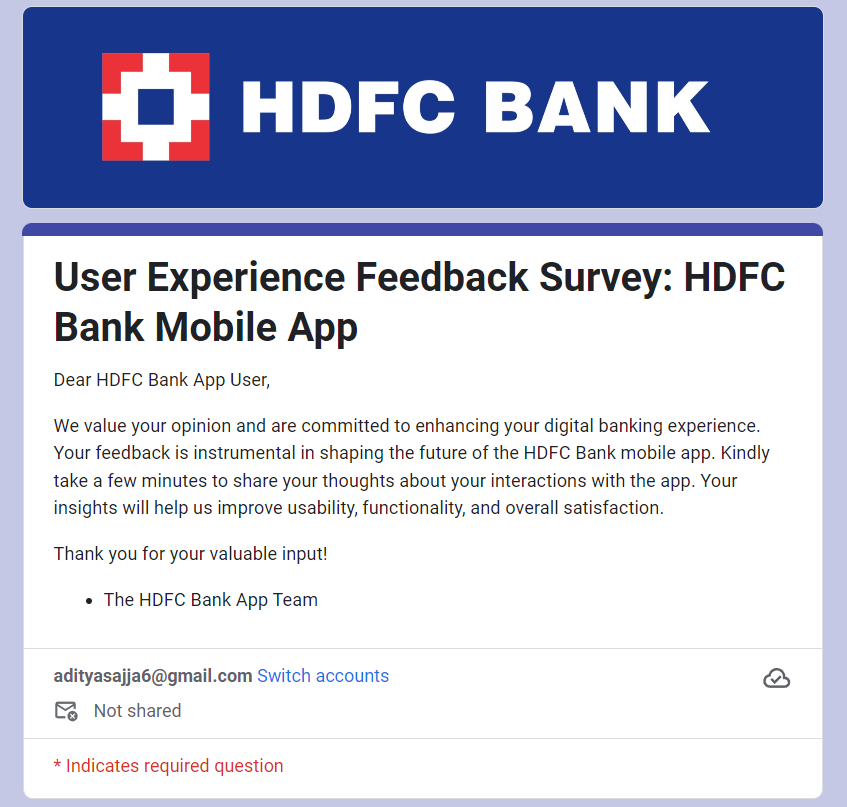 HDFC BANK
User Experience Feedback Survey: HDFC
Bank Mobile App
Dear HDFC Bank App User,
We value your opinion and are committed to enhancing your digital banking experience.
Your feedback is instrumental in shaping the future of the HDFC Bank mobile app. Kindly
take a few minutes to share your thoughts about your interactions with the app. Your
insights will help us improve usability, functionality, and overall satisfaction.
Thank you for your valuable input!
• The HDFC Bank App Team
adityasajja6@gmail.com Switch accounts
Not shared
* Indicates required question